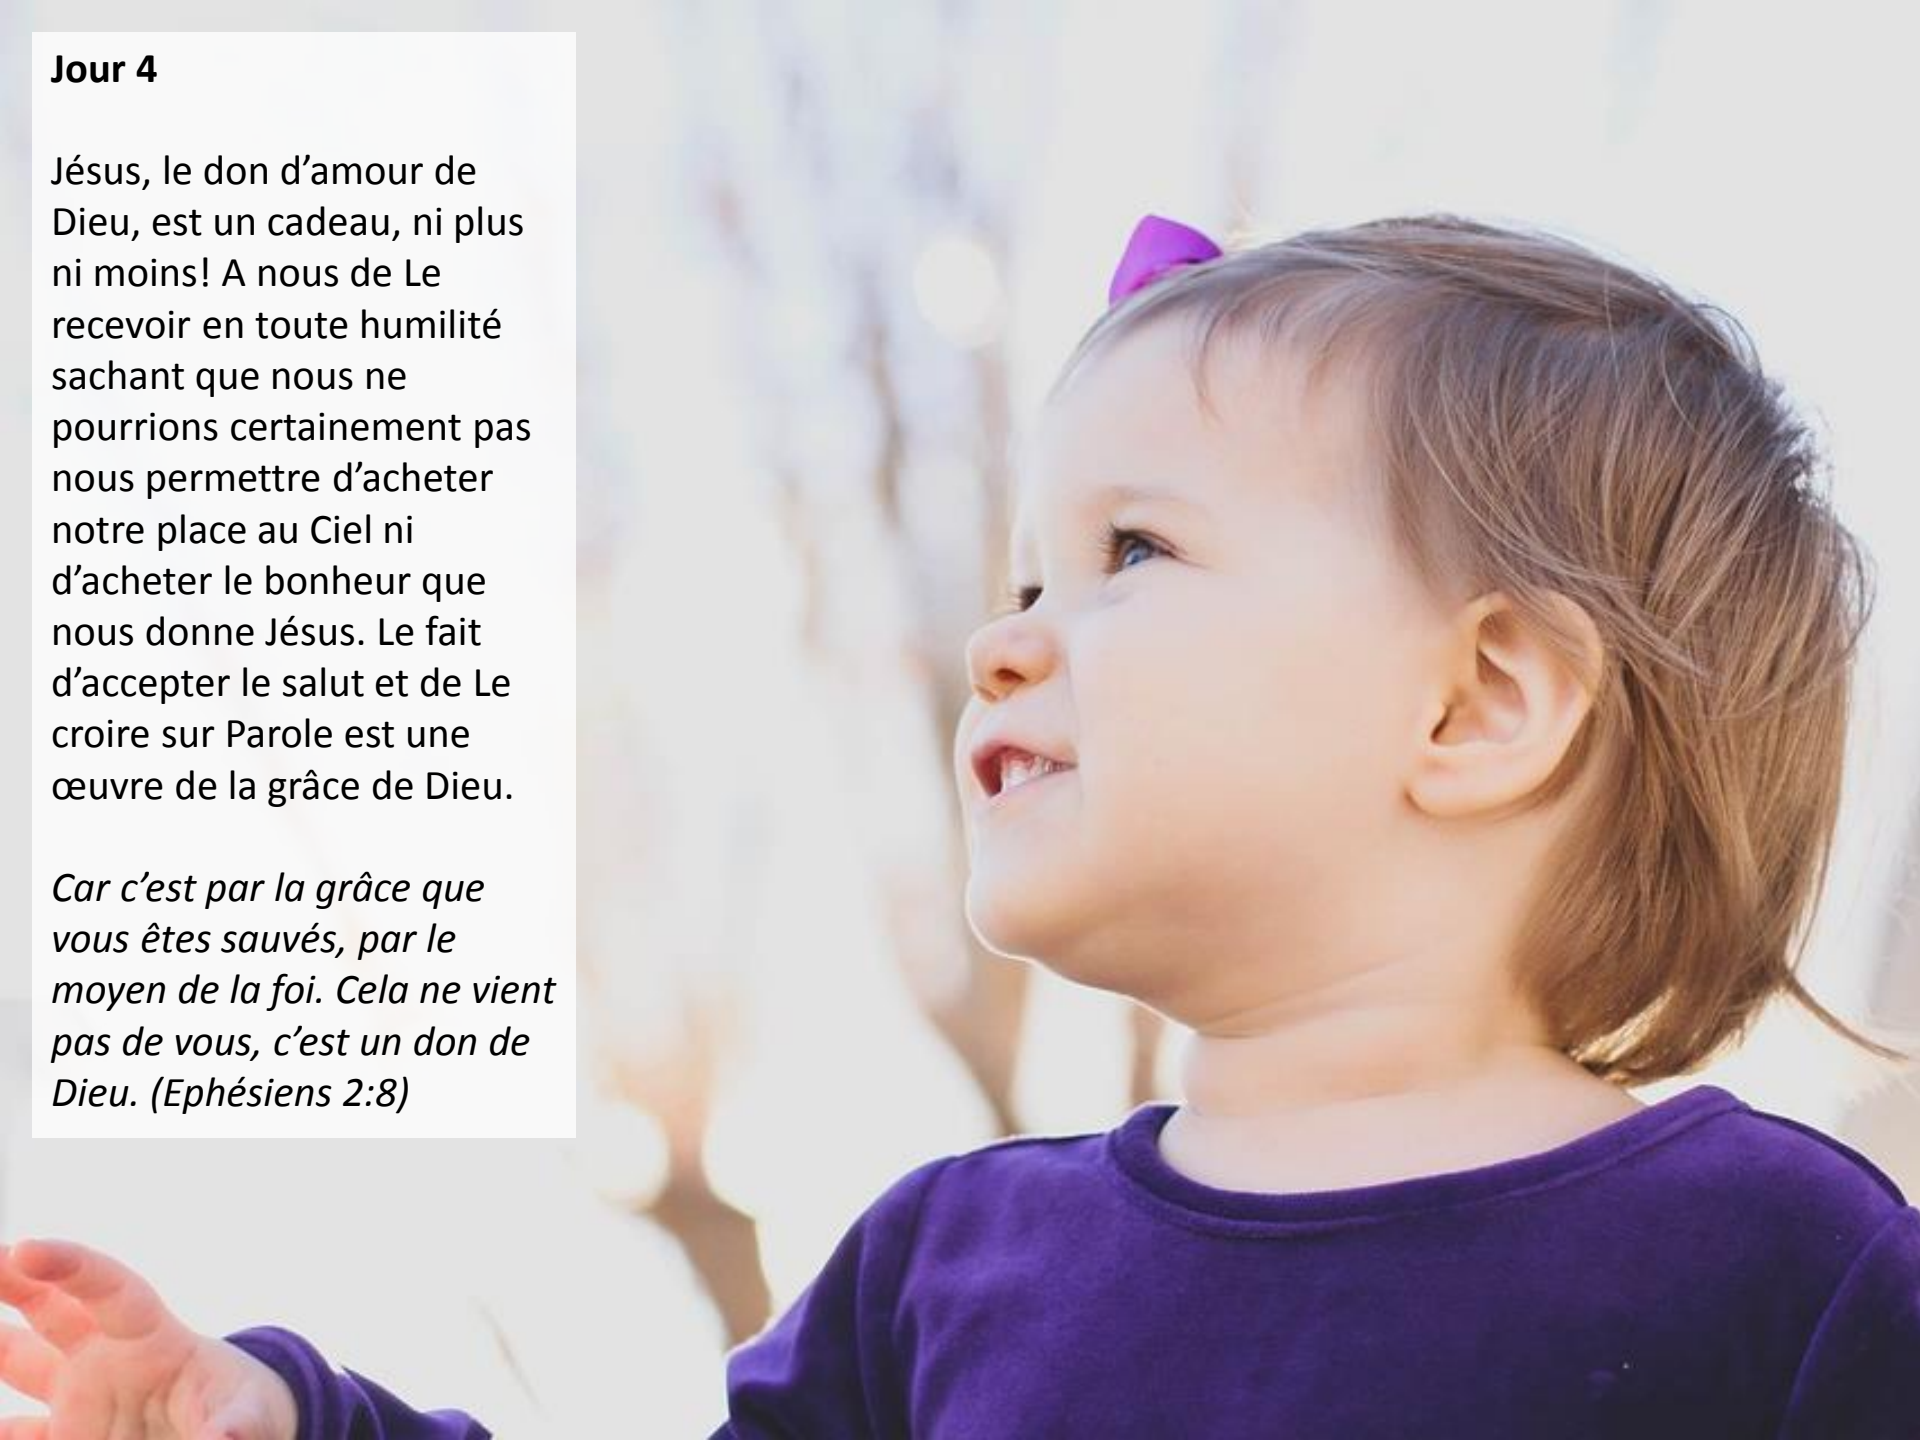 Jour 4
Jésus, le don d’amour de
Dieu, est un cadeau, ni plus
ni moins! A nous de Le
recevoir en toute humilité
sachant que nous ne
pourrions certainement pas
nous permettre d’acheter
notre place au Ciel ni
d’acheter le bonheur que
nous donne Jésus. Le fait
d’accepter le salut et de Le
croire sur Parole est une
œuvre de la grâce de Dieu.
Car c’est par la grâce que
vous êtes sauvés, par le
moyen de la foi. Cela ne vient
pas de vous, c’est un don de
Dieu. (Ephésiens 2:8)